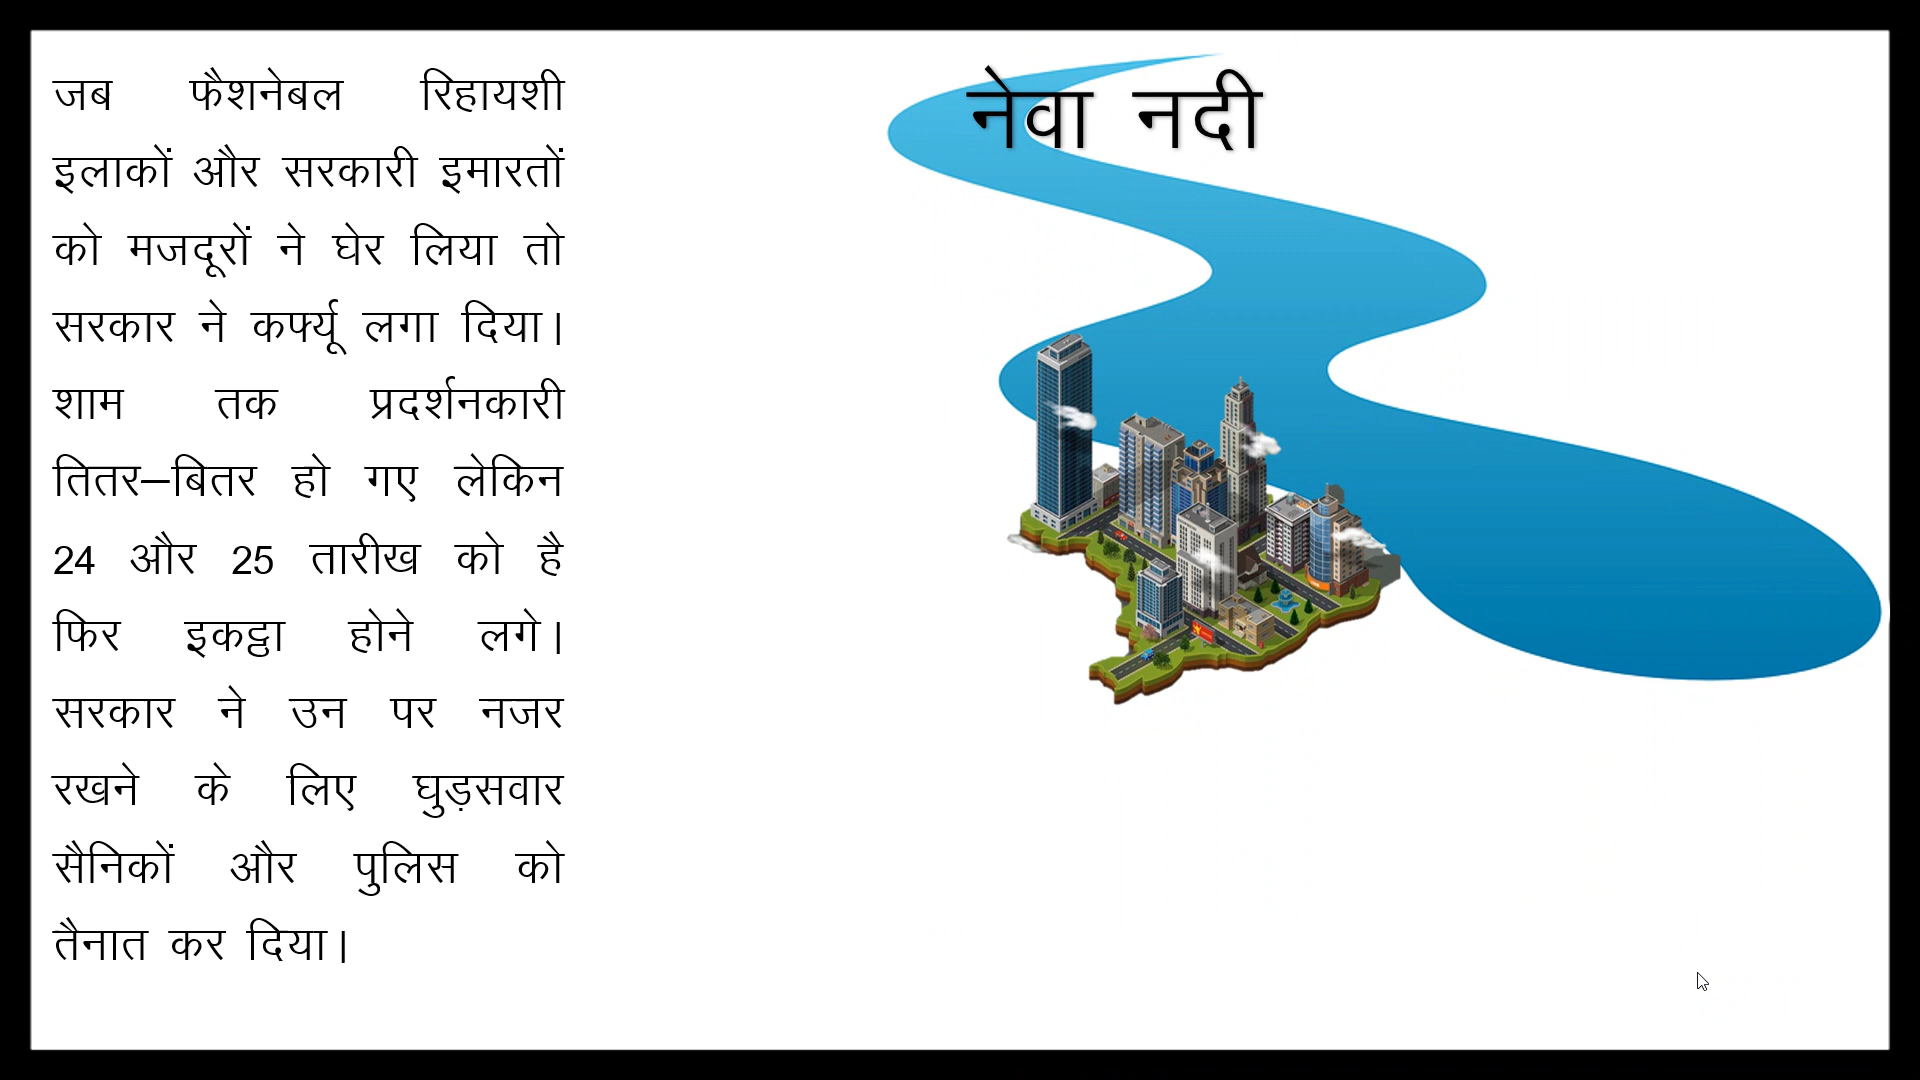 जब फैशनेबल रिहायशी
इलाकों और सरकारी इमारतों
को मजदूरों ने घेर लिया तो
सरकार ने कर्फ्यू लगा दिया।
शाम तक प्रदर्शनकारी
तितर–बितर हो गए लेकिन
24 और 25 तारीख को है
फिर इकट्ठा होने लगे।
सरकार ने उन पर नजर
रखने के लिए घुड़सवार
सैनिकों और पुलिस को
तैनात कर दिया।
नेवा नदी